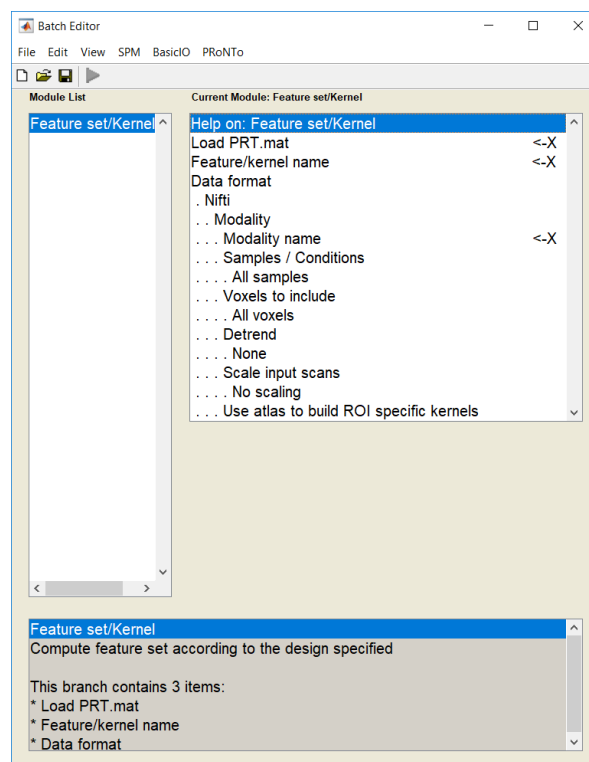 Batch Editor
File Edit View SPM BasicIO PRoNTo
Module List
Current Module: Feature set/Kernel
Feature set/Kernel
Help on: Feature set/Kernel
Load PRT.mat <-X
Feature/kernel name <-X
Data format
. Nifti
. . Modality
. . . Modality name <-X
. . . Samples / Conditions
. . . . All samples
. . . Voxels to include
. . . . All voxels
. . . Detrend
. . . . None
. . . Scale input scans
. . . . No scaling
. . . Use atlas to build ROI specific kernels
Feature set/Kernel
Compute feature set according to the design specified
This branch contains 3 items:
* Load PRT.mat
* Feature/kernel name
* Data format